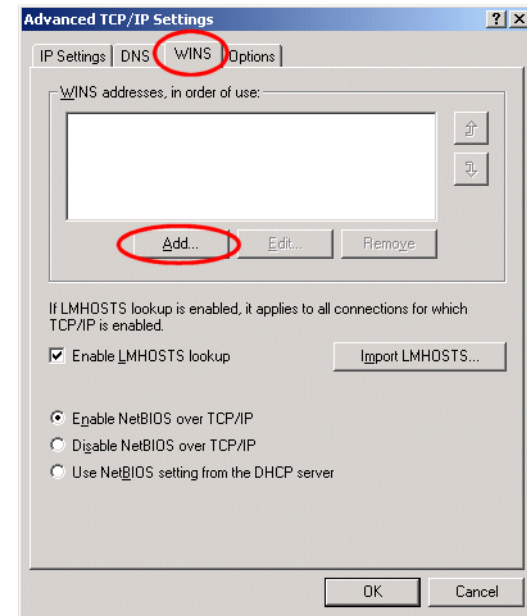 Advanced TCP/IP Settings
IP Settings DNS WINS Options
WINS addresses, in order of use:
Add... Edit... Remove
If LMHOSTS lookup is enabled, it applies to all connections for which
TCP/IP is enabled.
Enable LMHOSTS lookup Import LMHOSTS...
Enable NetBIOS over TCP/IP
Disable NetBIOS over TCP/IP
Use NetBIOS setting from the DHCP server
OK Cancel